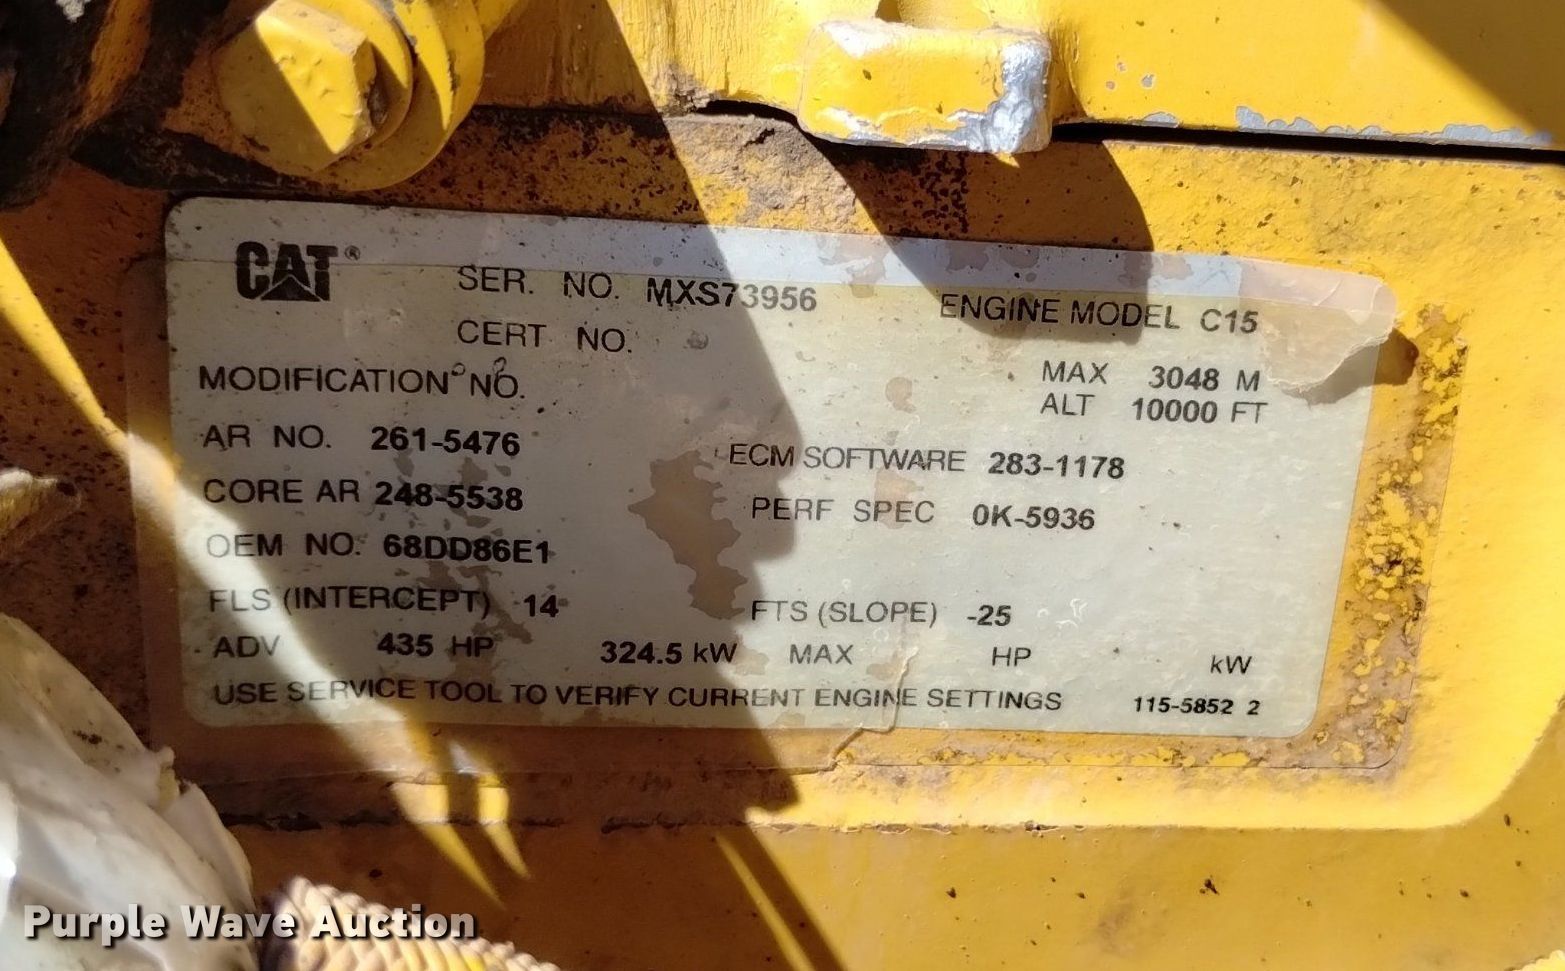 CAT®
SER. NO. MXS73956 ENGINE MODEL C15
CERT NO.
MODIFICATION NO. MAX 3048 M
ALT 10000 FT
AR NO. 261-5476 ECM SOFTWARE 283-1178
CORE AR 248-5538 PERF SPEC 0K-5936
OEM NO. 68DD86E1
FLS (INTERCEPT) 14 FTS (SLOPE) -25
ADV 435 HP 324.5 kW MAX HP kW
USE SERVICE TOOL TO VERIFY CURRENT ENGINE SETTINGS 115-5852 2
Purple Wave Auction